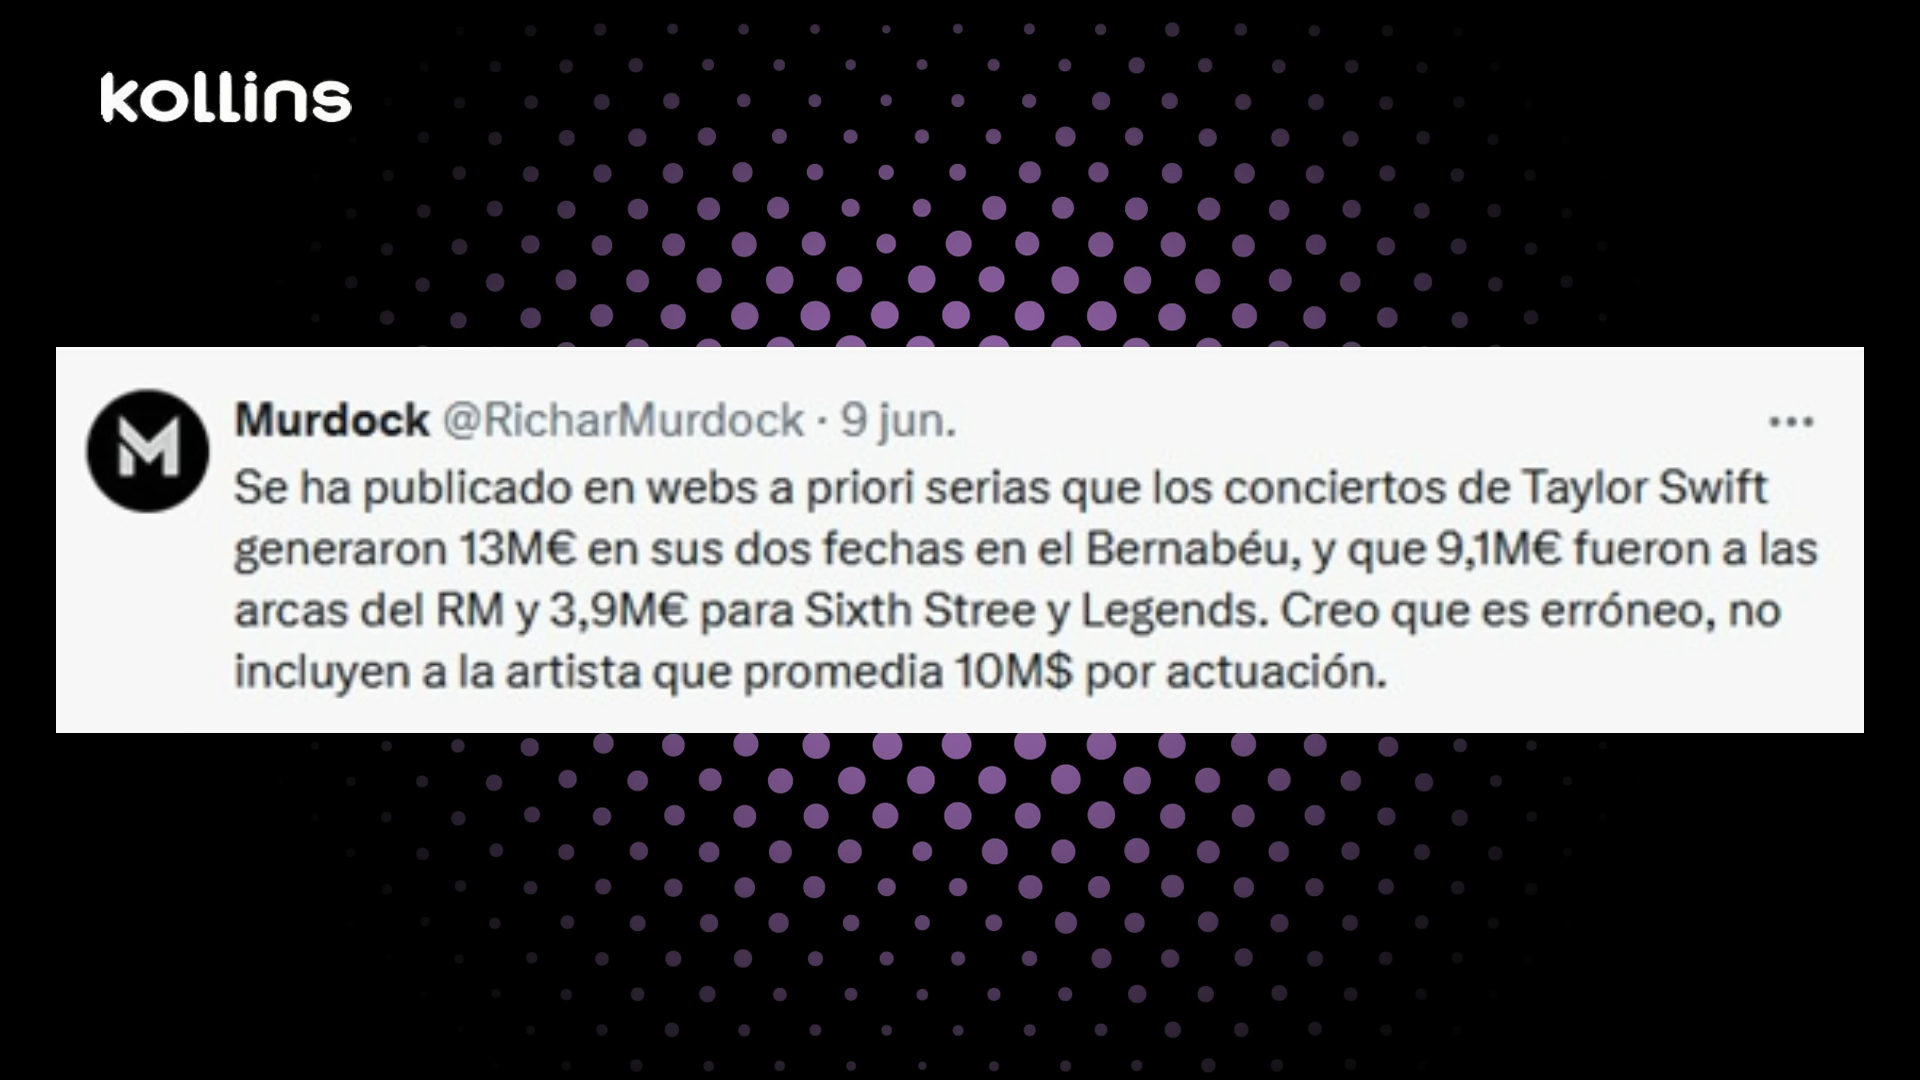 kollins
Murdock @RicharMurdock · 9 jun.
Se ha publicado en webs a priori serias que los conciertos de Taylor Swift
generaron 13M€ en sus dos fechas en el Bernabéu, y que 9,1M€ fueron a las
arcas del RM y 3,9M€ para Sixth Stree y Legends. Creo que es erróneo, no
incluyen a la artista que promedia 10M$ por actuación.